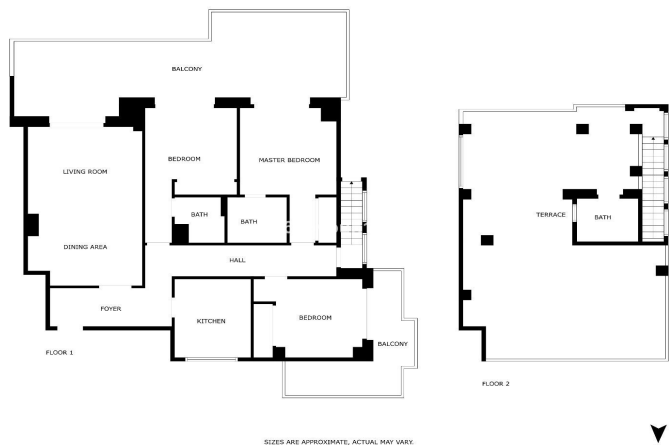 BALCONY
BEDROOM
MASTER BEDROOM
LIVING ROOM
BATH
BATH
DINING AREA
HALL
FOYER
KITCHEN
BEDROOM
BALCONY
FLOOR 1
TERRACE
BATH
FLOOR 2
SIZES ARE APPROXIMATE, ACTUAL MAY VARY.